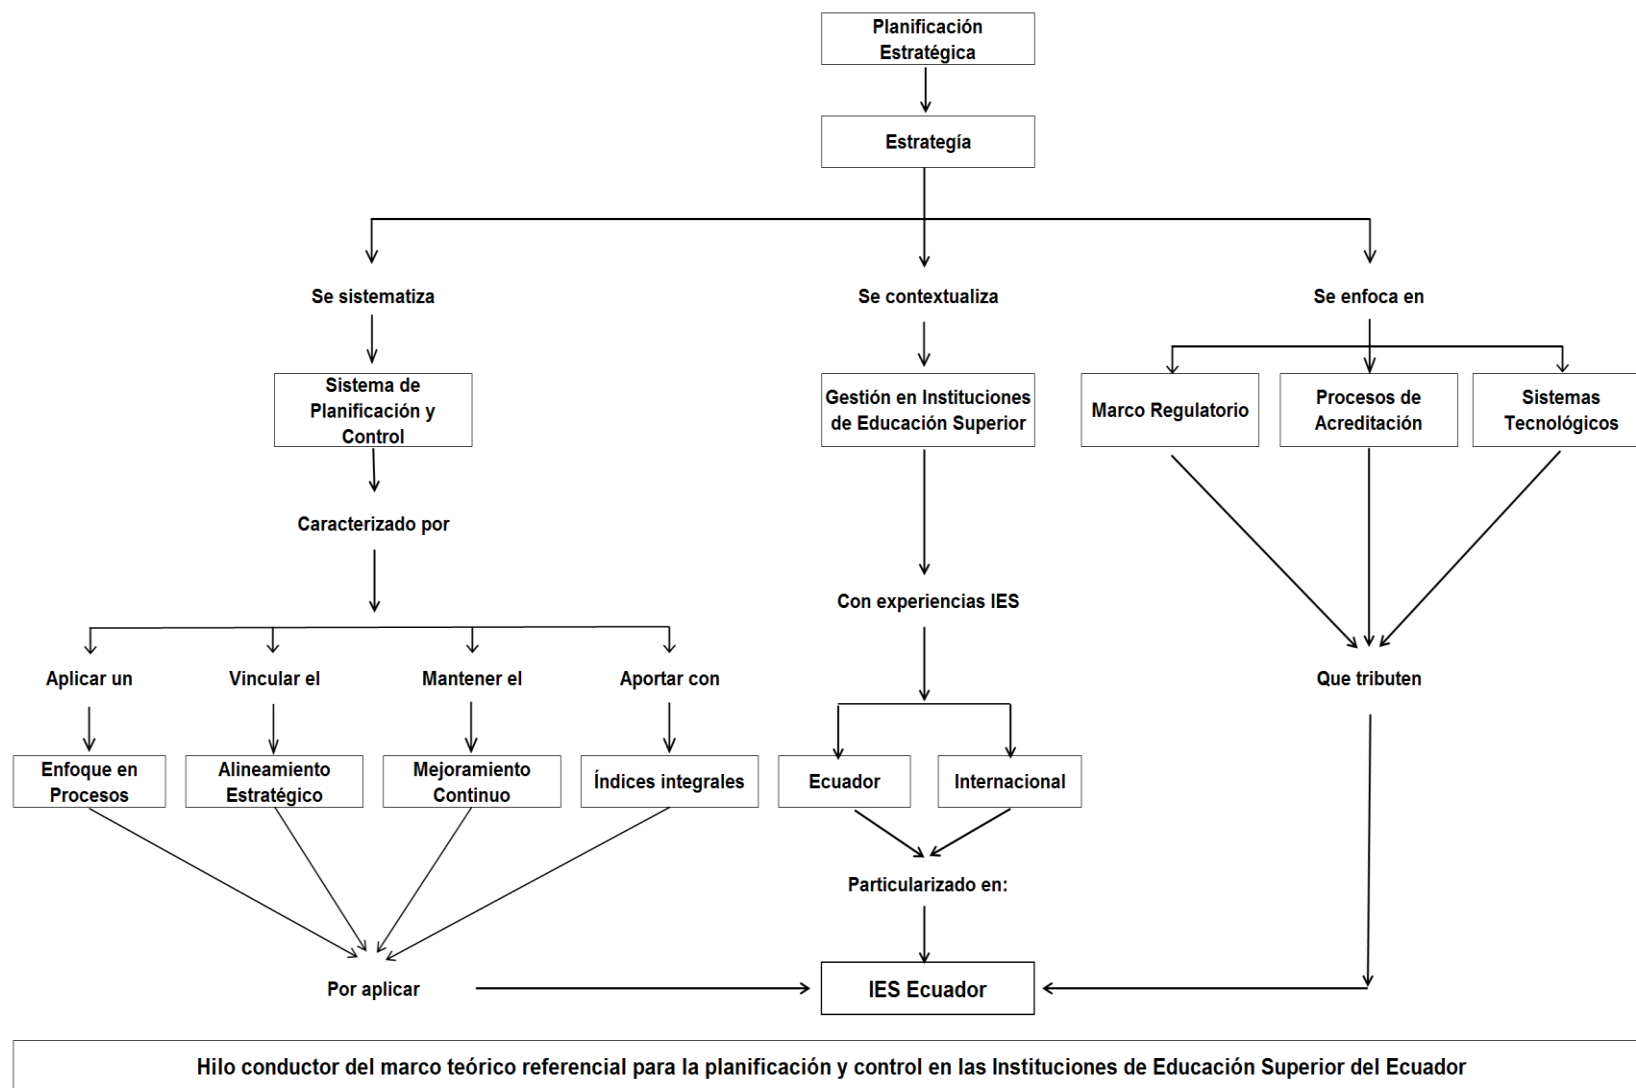 Planificación
Estratégica
Estrategía
Se sistematiza
Se contextualiza
Se enfoca en
Sistema de
Planificación y
Control
Gestión en Instituciones
de Educación Superior
Marco Regulatorio
Procesos de
Acreditación
Sistemas
Tecnológicos
Caracterizado por
Con experiencias IES
Aplicar un
Vincular el
Mantener el
Aportar con
Que tributen
Enfoque en
Procesos
Alineamiento
Estratégico
Mejoramiento
Continuo
Índices integrales
Ecuador
Internacional
Particularizado en:
Por aplicar
IES Ecuador
Hilo conductor del marco teórico referencial para la planificación y control en las Instituciones de Educación Superior del Ecuador